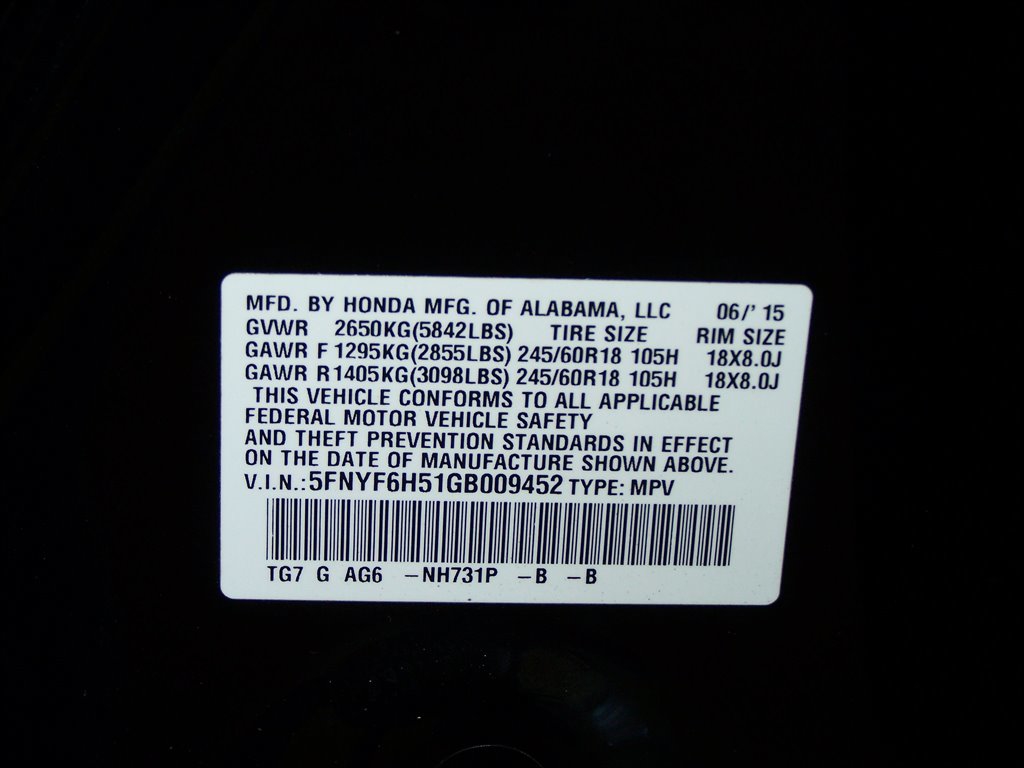 MFD. BY HONDA MFG. OF ALABAMA, LLC 06/' 15
GVWR 2650KG(5842LBS) TIRE SIZE RIM SIZE
GAWR F 1295KG(2855LBS) 245/60R18 105H 18X8.0J
GAWR R 1405KG(3098LBS) 245/60R18 105H 18X8.0J
THIS VEHICLE CONFORMS TO ALL APPLICABLE
FEDERAL MOTOR VEHICLE SAFETY
AND THEFT PREVENTION STANDARDS IN EFFECT
ON THE DATE OF MANUFACTURE SHOWN ABOVE.
V.I.N.: 5FNYF6H51GB009452 TYPE: MPV
TG7 G AG6 –NH731P –B –B